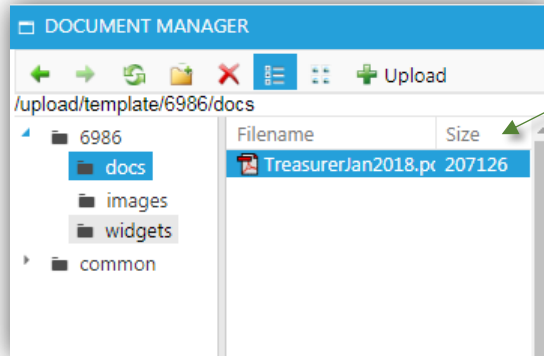 DOCUMENT MANAGER
Upload
/upload/template/6986/docs
6986
docs
images
widgets
common
Filename Size
TreasurerJan2018.pc 207126